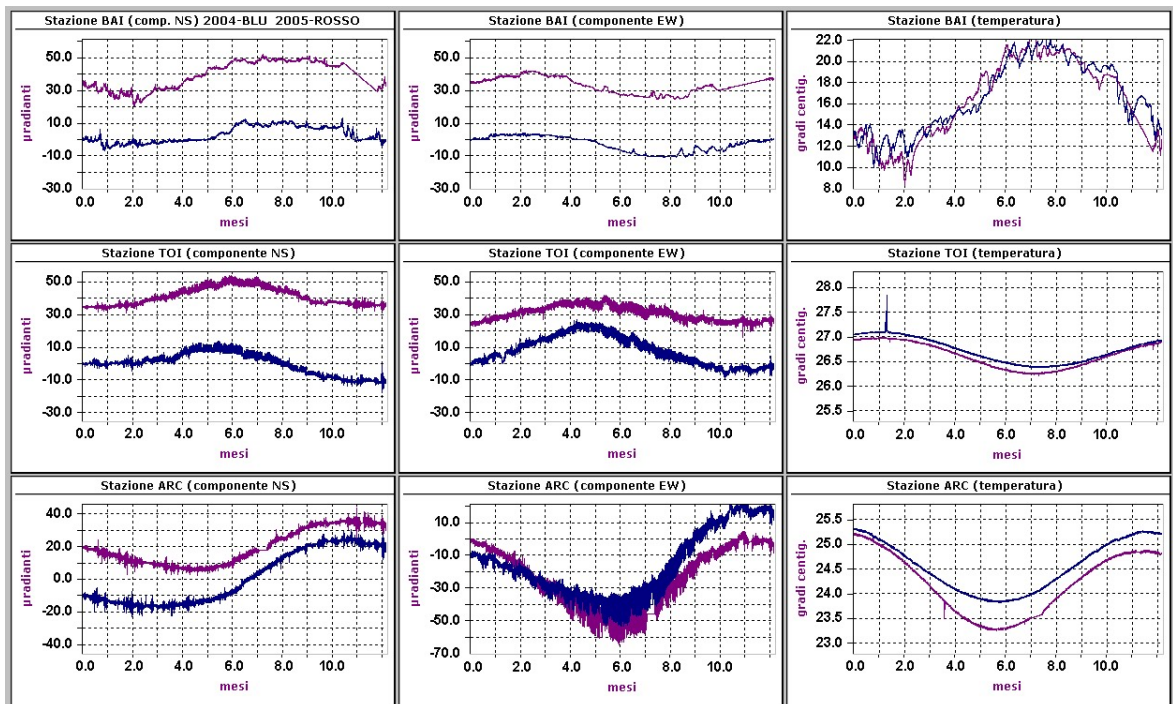 Stazione BAI (comp. NS) 2004-BLU 2005-ROSSO
50.0
30.0
10.0
-10.0
-30.0
µradianti
0.0 2.0 4.0 6.0 8.0 10.0
mesi
Stazione BAI (componente EW)
50.0
30.0
10.0
-10.0
-30.0
µradianti
0.0 2.0 4.0 6.0 8.0 10.0
mesi
Stazione BAI (temperatura)
22.0
20.0
18.0
16.0
14.0
12.0
10.0
8.0
gradi centig.
0.0 2.0 4.0 6.0 8.0 10.0
mesi
Stazione TOI (componente NS)
50.0
30.0
10.0
-10.0
-30.0
µradianti
0.0 2.0 4.0 6.0 8.0 10.0
mesi
Stazione TOI (componente EW)
50.0
30.0
10.0
-10.0
-30.0
µradianti
0.0 2.0 4.0 6.0 8.0 10.0
mesi
Stazione TOI (temperatura)
28.0
27.5
27.0
26.5
26.0
25.5
gradi centig.
0.0 2.0 4.0 6.0 8.0 10.0
mesi
Stazione ARC (componente NS)
40.0
20.0
0.0
-20.0
-40.0
µradianti
0.0 2.0 4.0 6.0 8.0 10.0
mesi
Stazione ARC (componente EW)
10.0
-10.0
-30.0
-50.0
-70.0
µradianti
0.0 2.0 4.0 6.0 8.0 10.0
mesi
Stazione ARC (temperatura)
25.5
25.0
24.5
24.0
23.5
23.0
gradi centig.
0.0 2.0 4.0 6.0 8.0 10.0
mesi